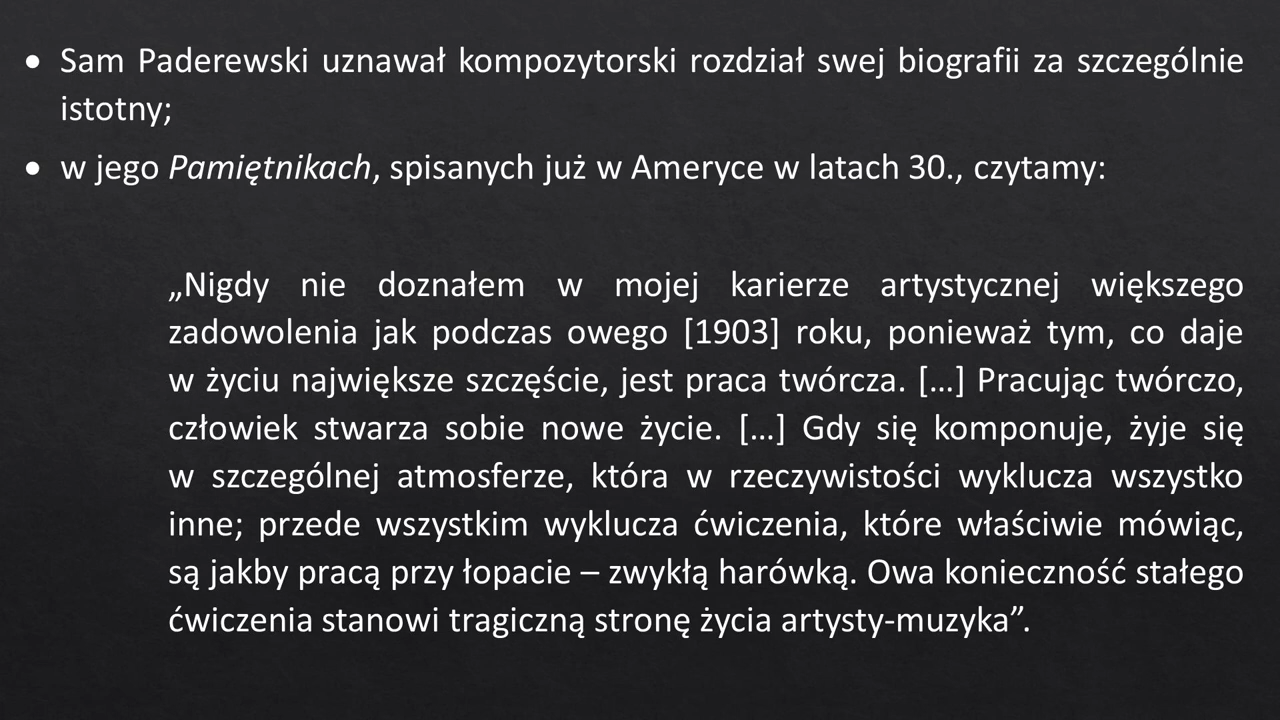 • Sam Paderewski uznawał kompozytorski rozdział swej biografii za szczególnie
istotny;
• w jego Pamiętnikach, spisanych już w Ameryce w latach 30., czytamy:
„Nigdy nie doznałem w mojej karierze artystycznej większego
zadowolenia jak podczas owego [1903] roku, ponieważ tym, co daje
w życiu największe szczęście, jest praca twórcza. […] Pracując twórczo,
człowiek stwarza sobie nowe życie. […] Gdy się komponuje, żyje się
w szczególnej atmosferze, która w rzeczywistości wyklucza wszystko
inne; przede wszystkim wyklucza ćwiczenia, które właściwie mówiąc,
są jakby pracą przy łopacie – zwykłą harówką. Owa konieczność stałego
ćwiczenia stanowi tragiczną stronę życia artysty-muzyka”.